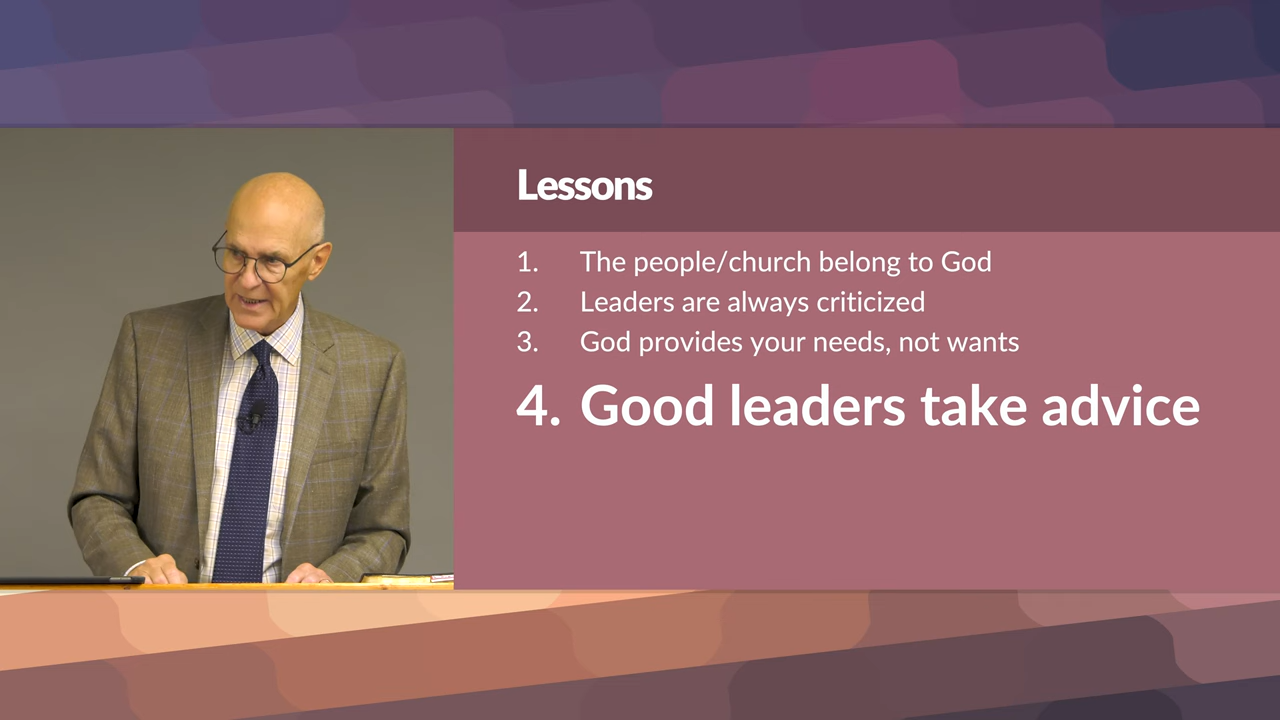 Lessons
1. The people/church belong to God
2. Leaders are always criticized
3. God provides your needs, not wants
4. Good leaders take advice